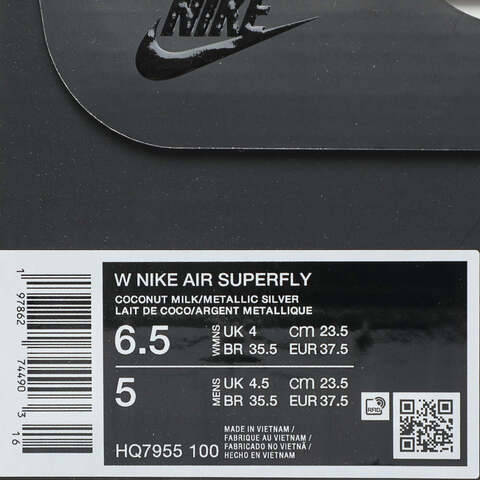 NIKE
W NIKE AIR SUPERFLY
COCONUT MILK/METALLIC SILVER
LAIT DE COCO/ARGENT METALLIQUE
6.5 WMNS UK 4 cm 23.5
BR 35.5 EUR 37.5
5 MENS UK 4.5 cm 23.5
BR 35.5 EUR 37.5
RFID
HQ7955 100
MADE IN VIETNAM /
FABRIQUE AU VIETNAM /
FABRICADO NO VIETNÃ /
HECHO EN VIETNAM
1 97862 74490 3 16